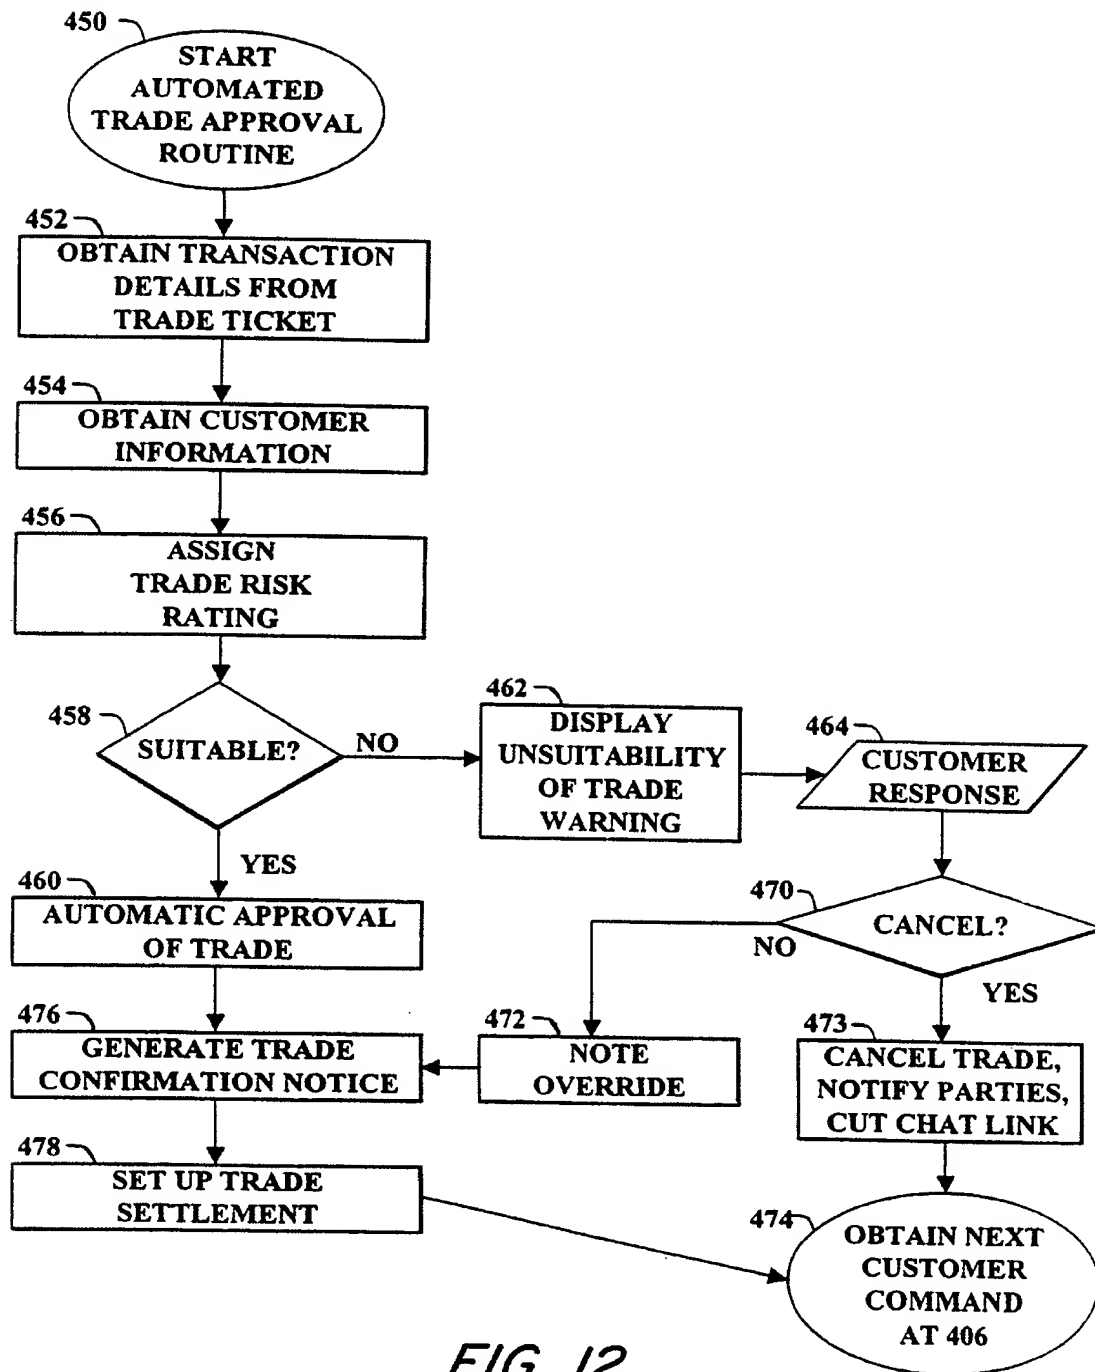 450
START
AUTOMATED
TRADE APPROVAL
ROUTINE
452
OBTAIN TRANSACTION
DETAILS FROM
TRADE TICKET
454
OBTAIN CUSTOMER
INFORMATION
456
ASSIGN
TRADE RISK
RATING
458
SUITABLE?
NO
YES
462
DISPLAY
UNSUITABILITY
OF TRADE
WARNING
464
CUSTOMER
RESPONSE
470
CANCEL?
NO
YES
460
AUTOMATIC APPROVAL
OF TRADE
476
GENERATE TRADE
CONFIRMATION NOTICE
472
NOTE
OVERRIDE
473
CANCEL TRADE,
NOTIFY PARTIES,
CUT CHAT LINK
478
SET UP TRADE
SETTLEMENT
474
OBTAIN NEXT
CUSTOMER
COMMAND
AT 406
FIG. 12